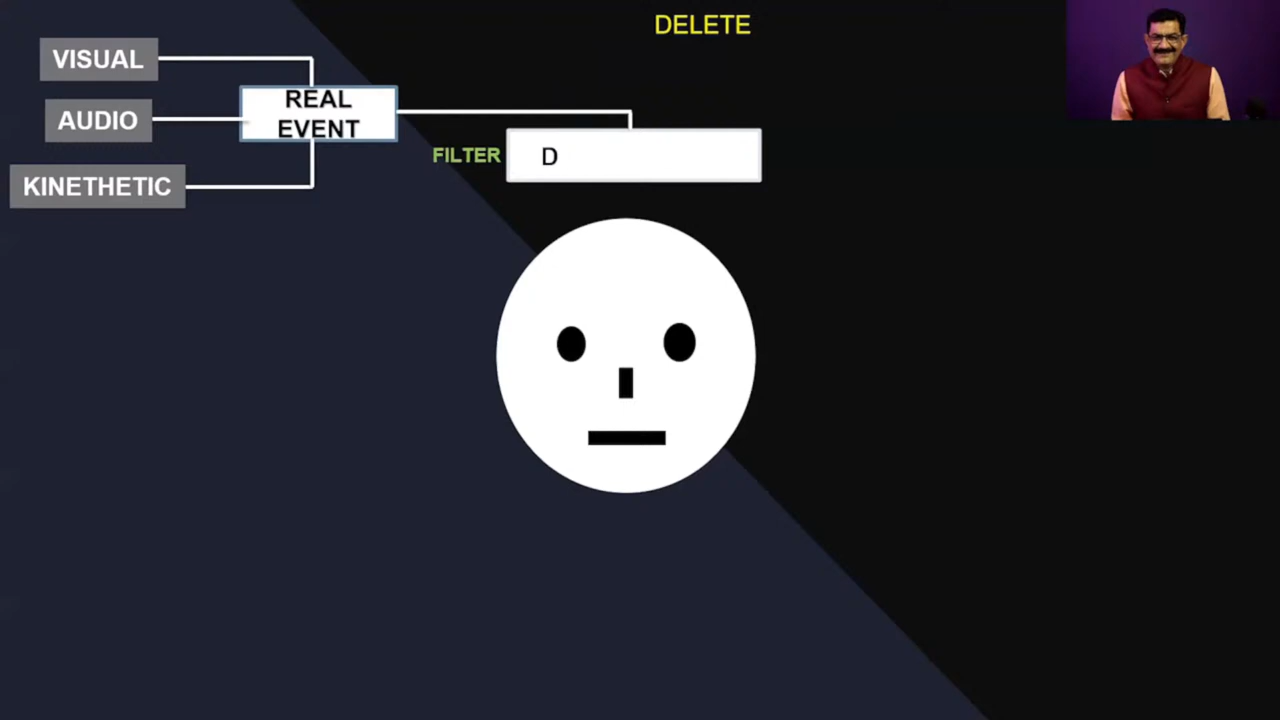 DELETE
VISUAL
REAL
EVENT
AUDIO
FILTER
D
KINETHETIC